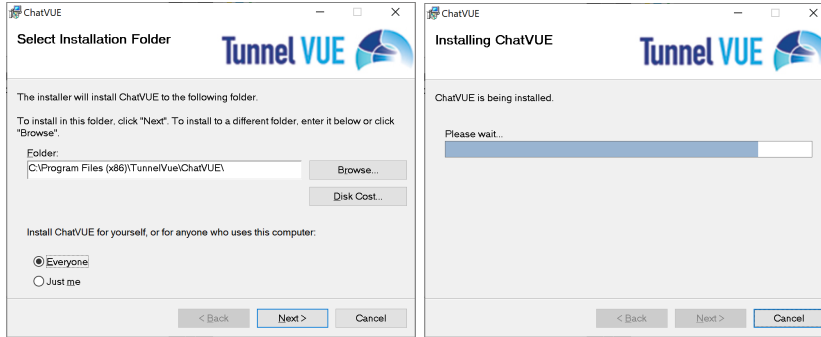 ChatVUE
Select Installation Folder
Tunnel VUE
The installer will install ChatVUE to the following folder.
To install in this folder, click "Next". To install to a different folder, enter it below or click
"Browse".
Folder:
C:\Program Files (x86)\TunnelVue\ChatVUE\
Browse...
Disk Cost...
Install ChatVUE for yourself, or for anyone who uses this computer:
Everyone
Just me
< Back
Next >
Cancel
ChatVUE
Installing ChatVUE
Tunnel VUE
ChatVUE is being installed.
Please wait...
< Back
Next >
Cancel